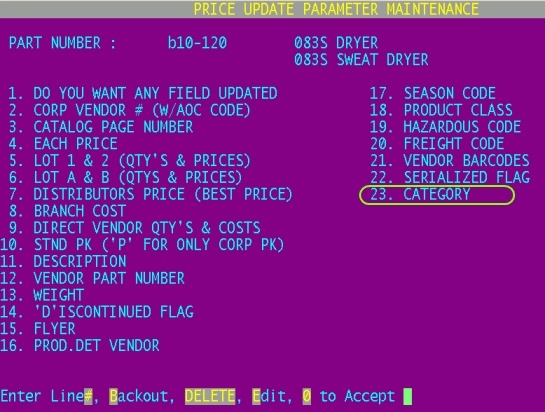 PRICE UPDATE PARAMETER MAINTENANCE
PART NUMBER : b10-120 083S DRYER
083S SWEAT DRYER
1. DO YOU WANT ANY FIELD UPDATED
2. CORP VENDOR # (W/AOC CODE)
3. CATALOG PAGE NUMBER
4. EACH PRICE
5. LOT 1 & 2 (QTY'S & PRICES)
6. LOT A & B (QTYS & PRICES)
7. DISTRIBUTORS PRICE (BEST PRICE)
8. BRANCH COST
9. DIRECT VENDOR QTY'S & COSTS
10. STND PK ('P' FOR ONLY CORP PK)
11. DESCRIPTION
12. VENDOR PART NUMBER
13. WEIGHT
14. 'D'ISCONTINUED FLAG
15. FLYER
16. PROD.DET VENDOR
17. SEASON CODE
18. PRODUCT CLASS
19. HAZARDOUS CODE
20. FREIGHT CODE
21. VENDOR BARCODES
22. SERIALIZED FLAG
23. CATEGORY
Enter Line#, Backout, DELETE, Edit, 0 to Accept